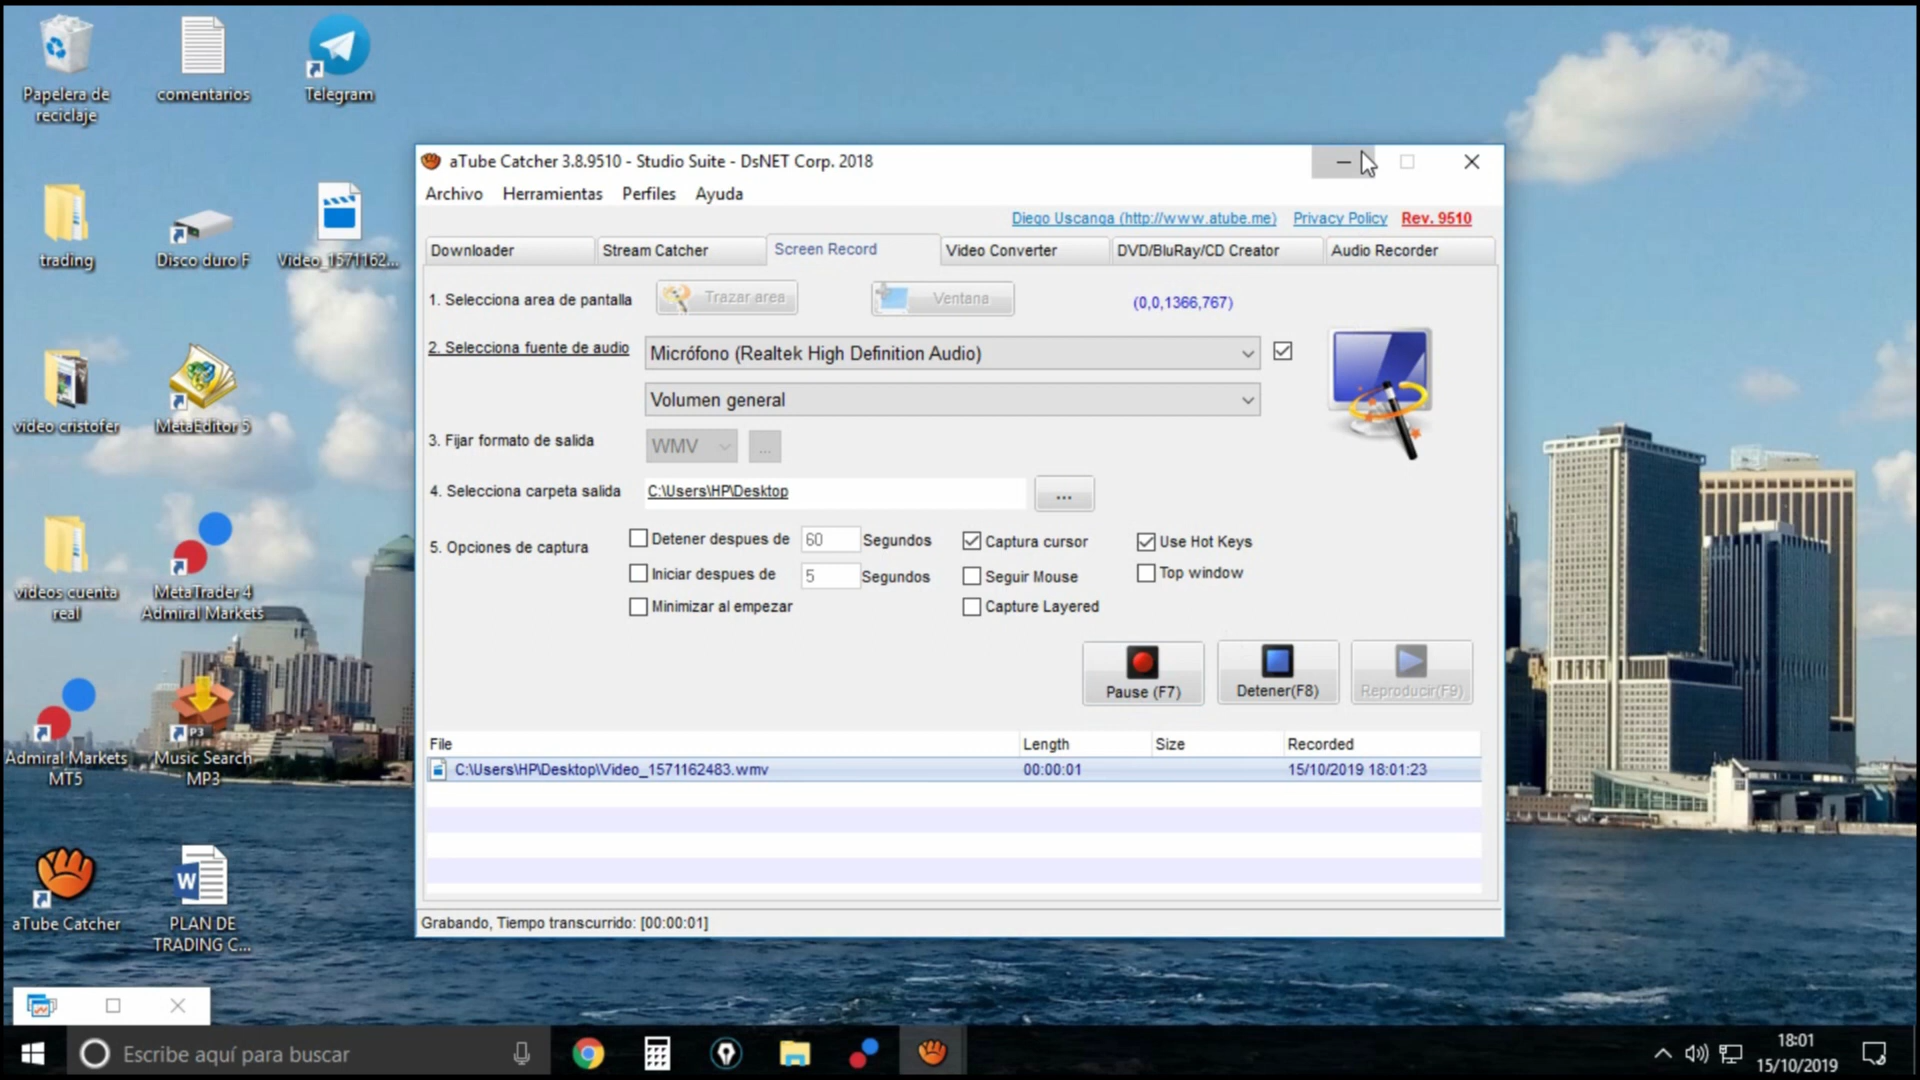 Papelera de
reciclaje
comentarios
Telegram
trading
Disco duro F
Video_1571162...
video cristofer
MetaEditor 5
videos cuenta
real
MetaTrader 4
Admiral Markets
Admiral Markets
MT5
P3
Music Search
MP3
aTube Catcher
W
PLAN DE
TRADING C...
aTube Catcher 3.8.9510 - Studio Suite - DsNET Corp. 2018
Archivo Herramientas Perfiles Ayuda
Diego Uscanga (http://www.atube.me) Privacy Policy Rev. 9510
Downloader Stream Catcher Screen Record Video Converter DVD/BluRay/CD Creator Audio Recorder
1. Selecciona area de pantalla Trazar area Ventana (0,0,1366,767)
2. Selecciona fuente de audio Micrófono (Realtek High Definition Audio)
Volumen general
3. Fijar formato de salida WMV ...
4. Selecciona carpeta salida C:\Users\HP\Desktop ...
5. Opciones de captura
Detener despues de 60 Segundos Captura cursor Use Hot Keys
Iniciar despues de 5 Segundos Seguir Mouse Top window
Minimizar al empezar Capture Layered
Pause (F7) Detener(F8) Reproducir(F9)
File Length Size Recorded
C:\Users\HP\Desktop\Video_1571162483.wmv 00:00:01 15/10/2019 18:01:23
Grabando, Tiempo transcurrido: [00:00:01]
Escribe aquí para buscar
18:01
15/10/2019